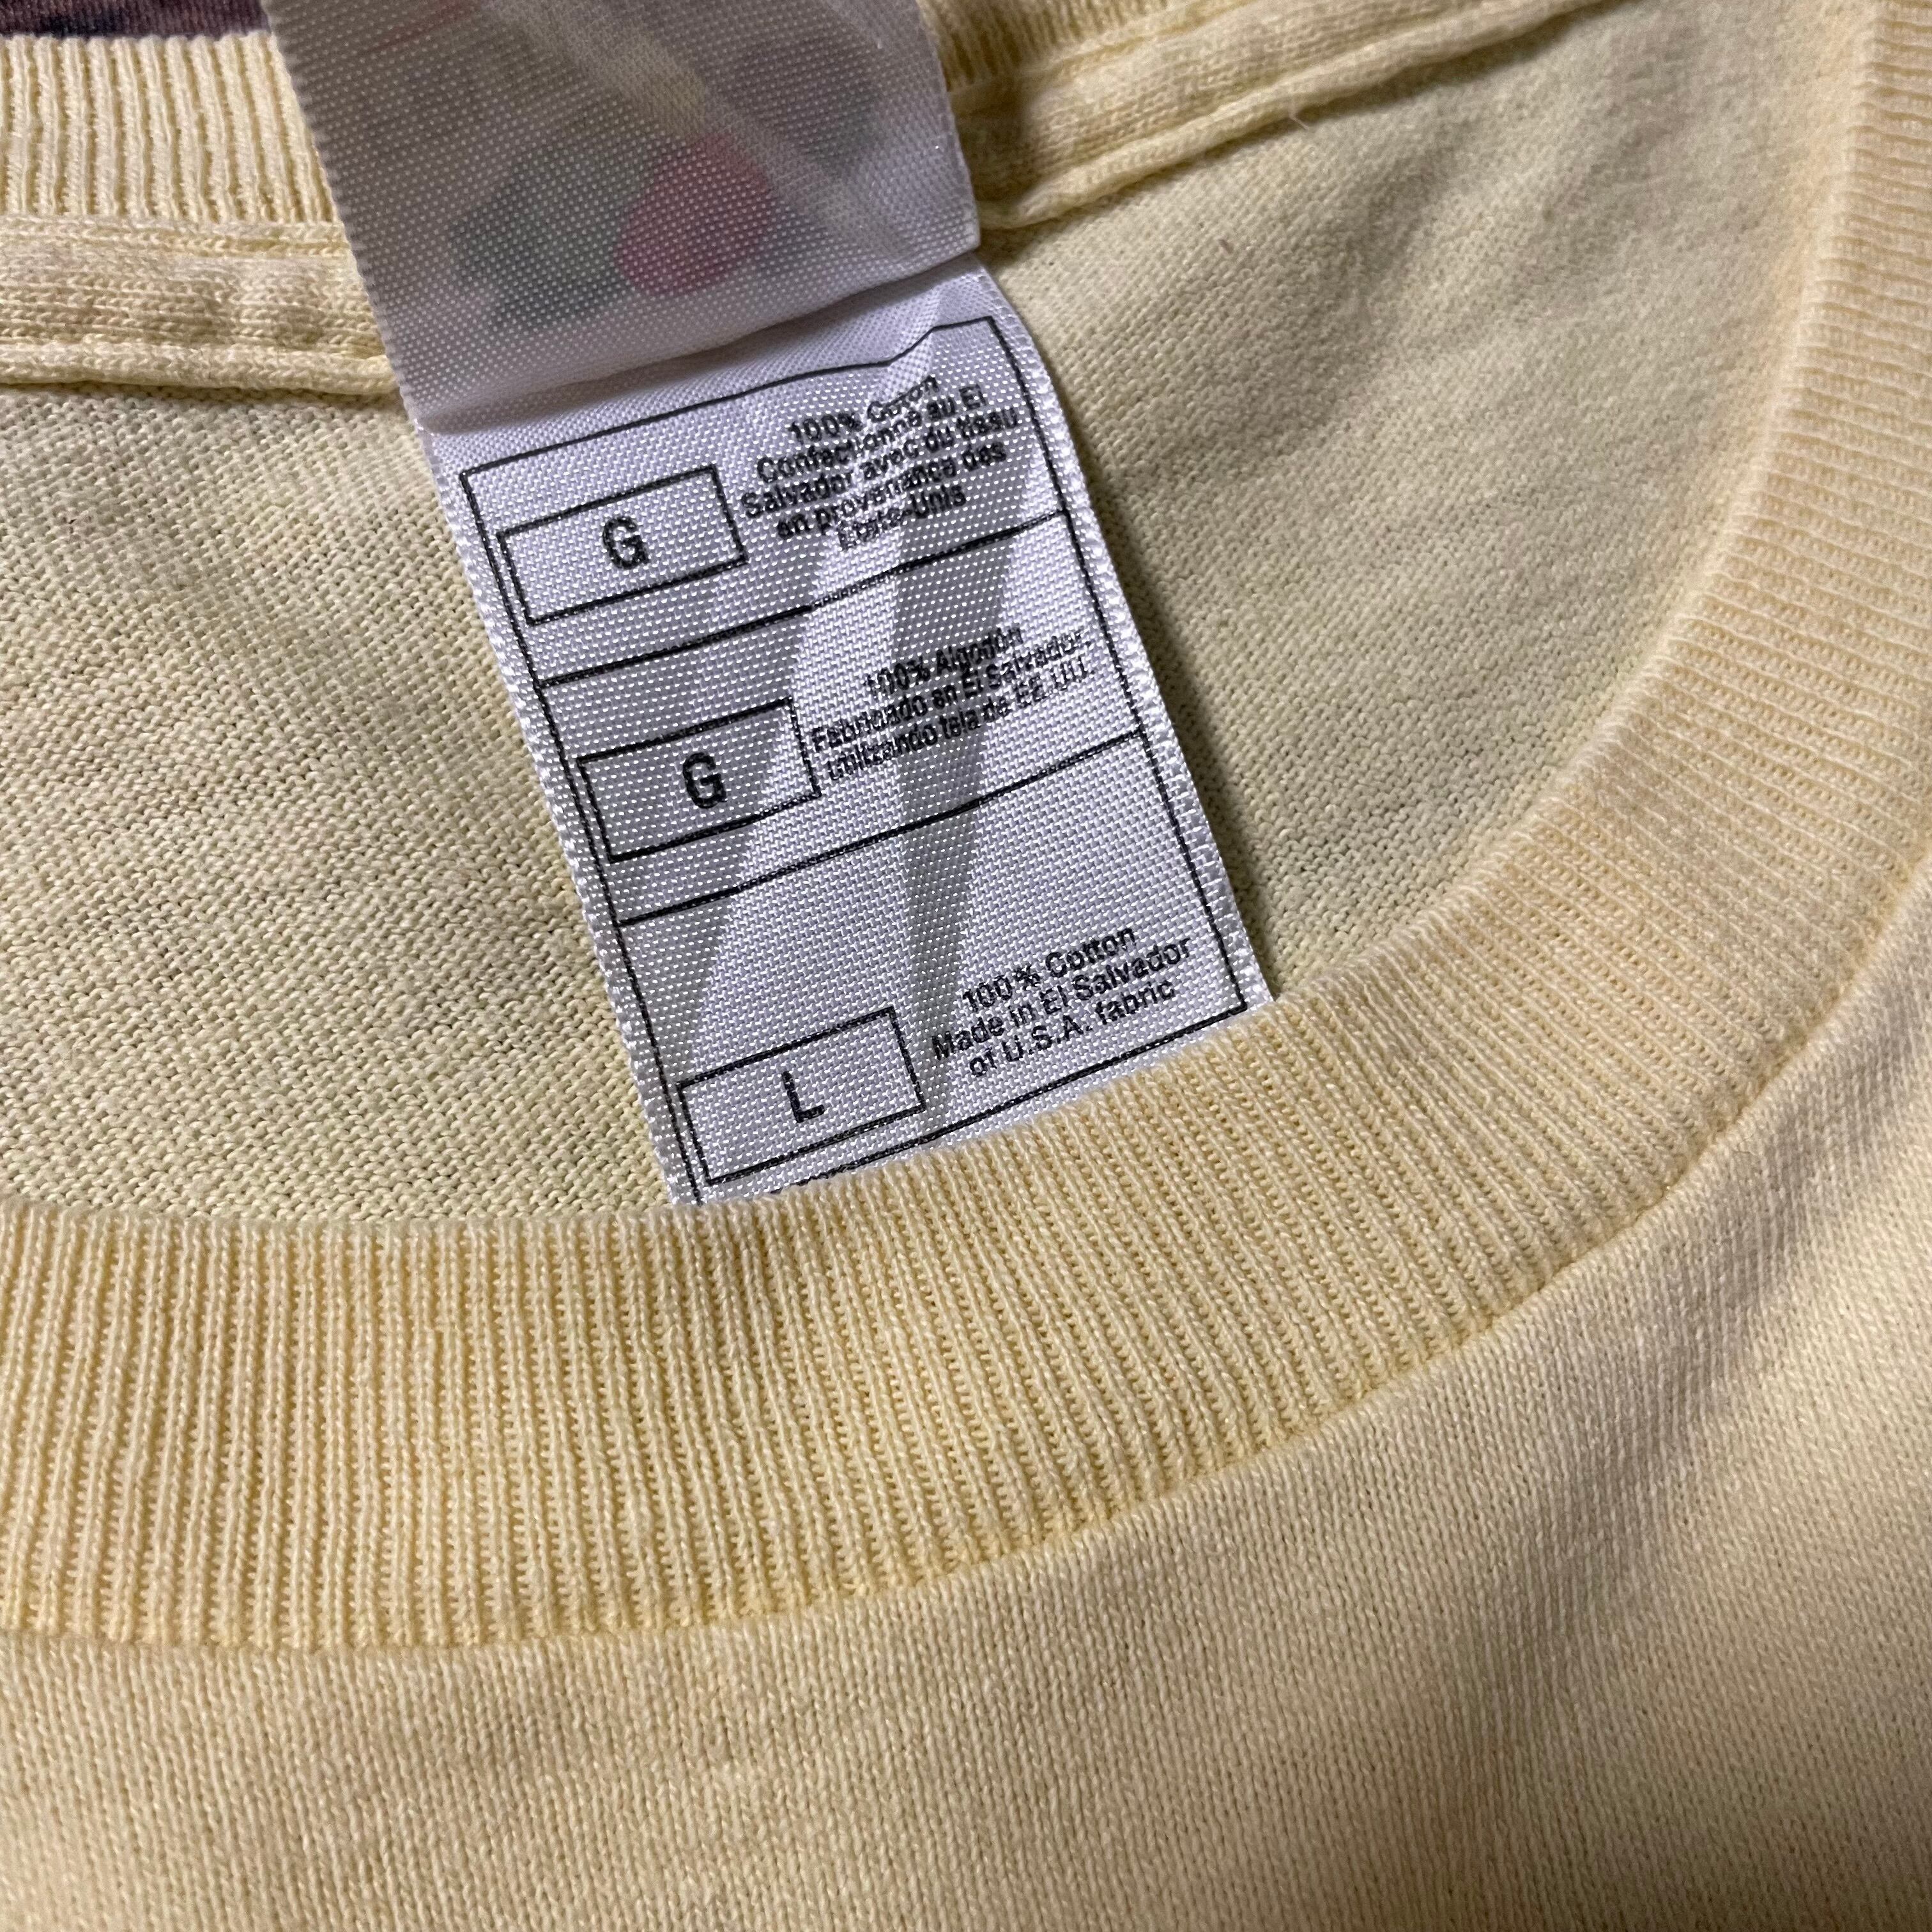 G
100% Coton
Confectionné au El
Salvador avec du tissu
en provenance des
États-Unis
G
100% Algodón
Fabricado en El Salvador
utilizando tela de EE.UU.
L
100% Cotton
Made in El Salvador
of U.S.A. fabric